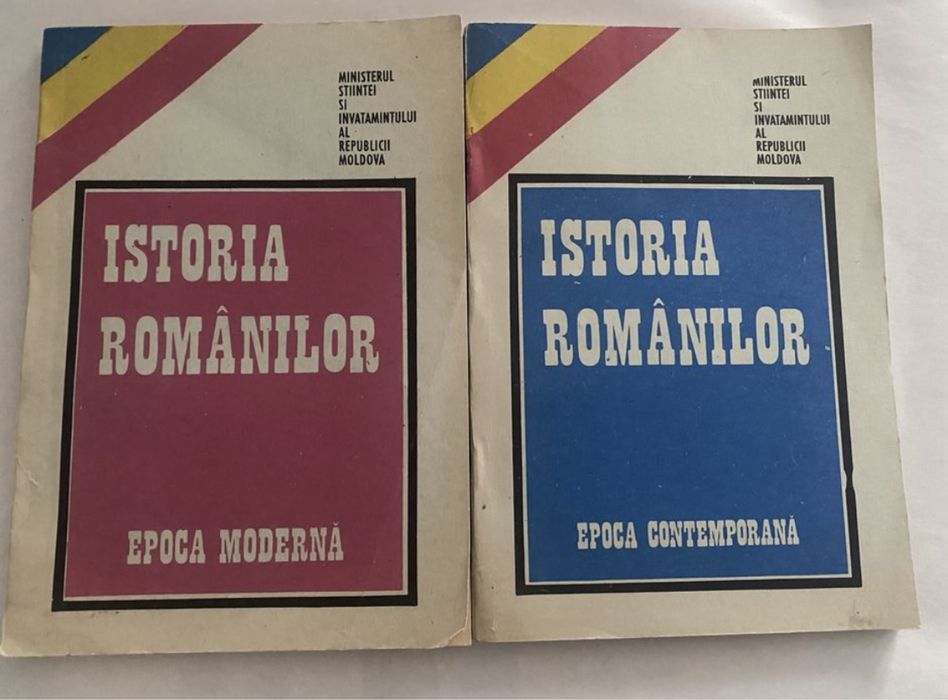 MINISTERUL
STIINTEI
SI
INVATAMINTULUI
AL
REPUBLICII
MOLDOVA
ISTORIA
ROMÂNILOR
EPOCA MODERNĂ
MINISTERUL
STIINTEI
SI
INVATAMINTULUI
AL
REPUBLICII
MOLDOVA
ISTORIA
ROMÂNILOR
EPOCA CONTEMPORANĂ